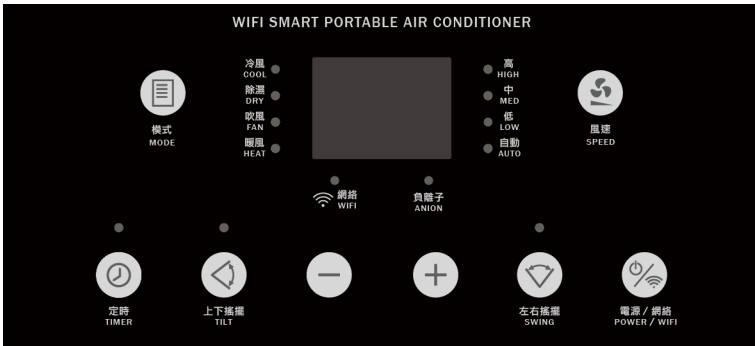 WIFI SMART PORTABLE AIR CONDITIONER
模式
MODE
冷風
COOL
除濕
DRY
吹風
FAN
暖風
HEAT
高
HIGH
中
MED
低
LOW
自動
AUTO
風速
SPEED
網絡
WIFI
負離子
ANION
定時
TIMER
上下搖擺
TILT
左右搖擺
SWING
電源 / 網絡
POWER / WIFI